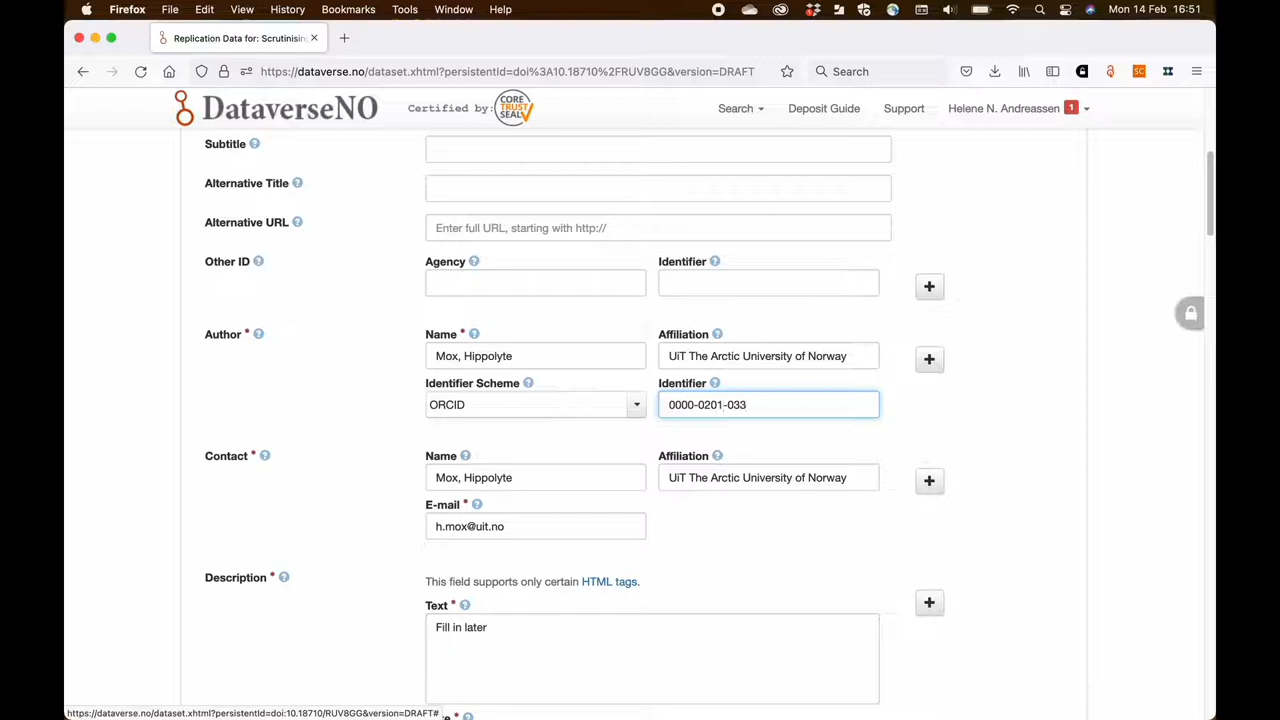 Firefox File Edit View History Bookmarks Tools Window Help Mon 14 Feb 16:51
Replication Data for: Scrutinisin
https://dataverse.no/dataset.xhtml?persistentId=doi%3A10.18710%2FRUV8GG&version=DRAFT Search
DataverseNO Certified by: CORE TRUST SEAL Search Deposit Guide Support Helene N. Andreassen 1
Subtitle
Alternative Title
Alternative URL Enter full URL, starting with http://
Other ID Agency Identifier
Author * Name * Affiliation
Mox, Hippolyte UiT The Arctic University of Norway
Identifier Scheme Identifier
ORCID 0000-0201-033
Contact * Name Affiliation
Mox, Hippolyte UiT The Arctic University of Norway
E-mail *
h.mox@uit.no
Description * This field supports only certain HTML tags.
Text *
Fill in later
https://dataverse.no/dataset.xhtml?persistentId=doi:10.18710/RUV8GG&version=DRAFT#